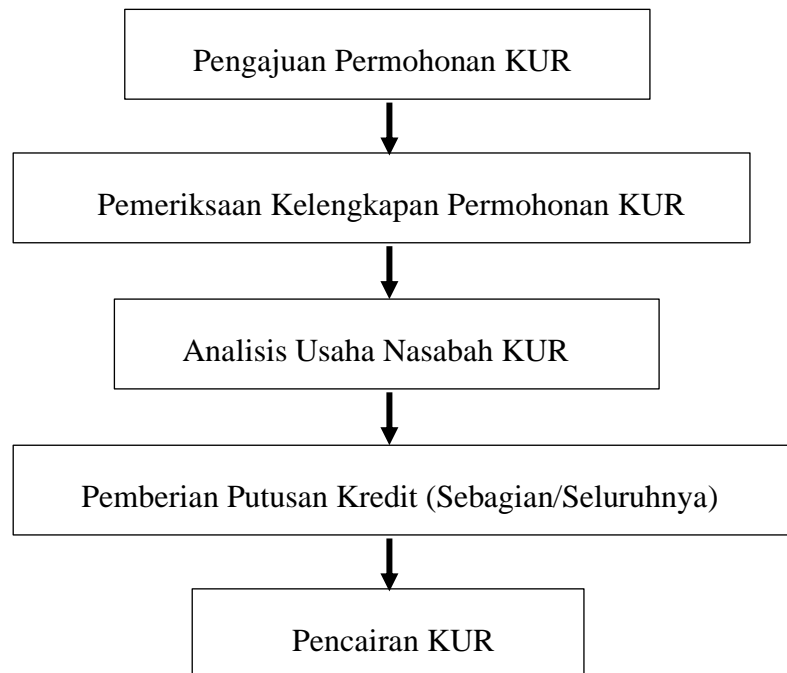 Pengajuan Permohonan KUR
Pemeriksaan Kelengkapan Permohonan KUR
Analisis Usaha Nasabah KUR
Pemberian Putusan Kredit (Sebagian/Seluruhnya)
Pencairan KUR